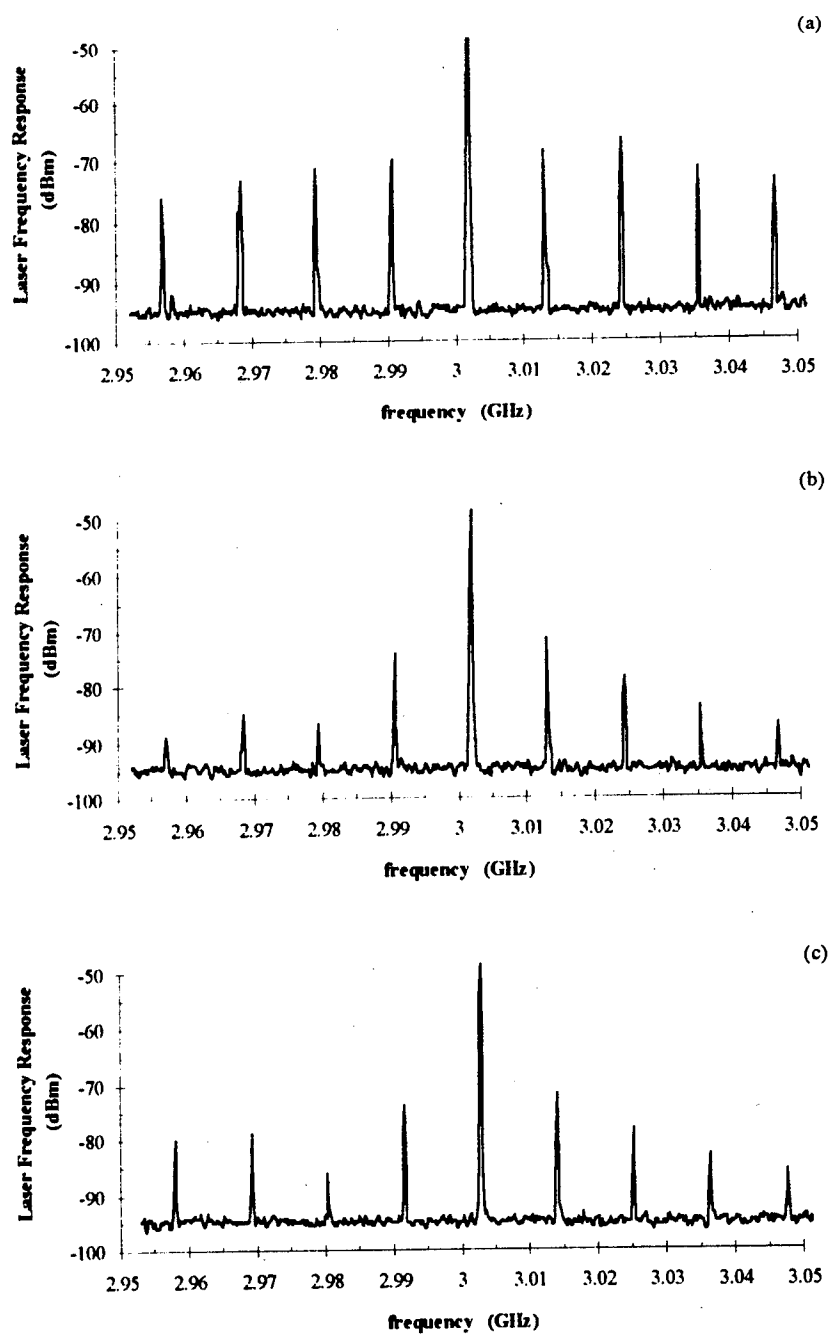 (a)
Laser Frequency Response
(dBm)
-50
-60
-70
-80
-90
-100
2.95 2.96 2.97 2.98 2.99 3 3.01 3.02 3.03 3.04 3.05
frequency (GHz)
(b)
Laser Frequency Response
(dBm)
-50
-60
-70
-80
-90
-100
2.95 2.96 2.97 2.98 2.99 3 3.01 3.02 3.03 3.04 3.05
frequency (GHz)
(c)
Laser Frequency Response
(dBm)
-50
-60
-70
-80
-90
-100
2.95 2.96 2.97 2.98 2.99 3 3.01 3.02 3.03 3.04 3.05
frequency (GHz)